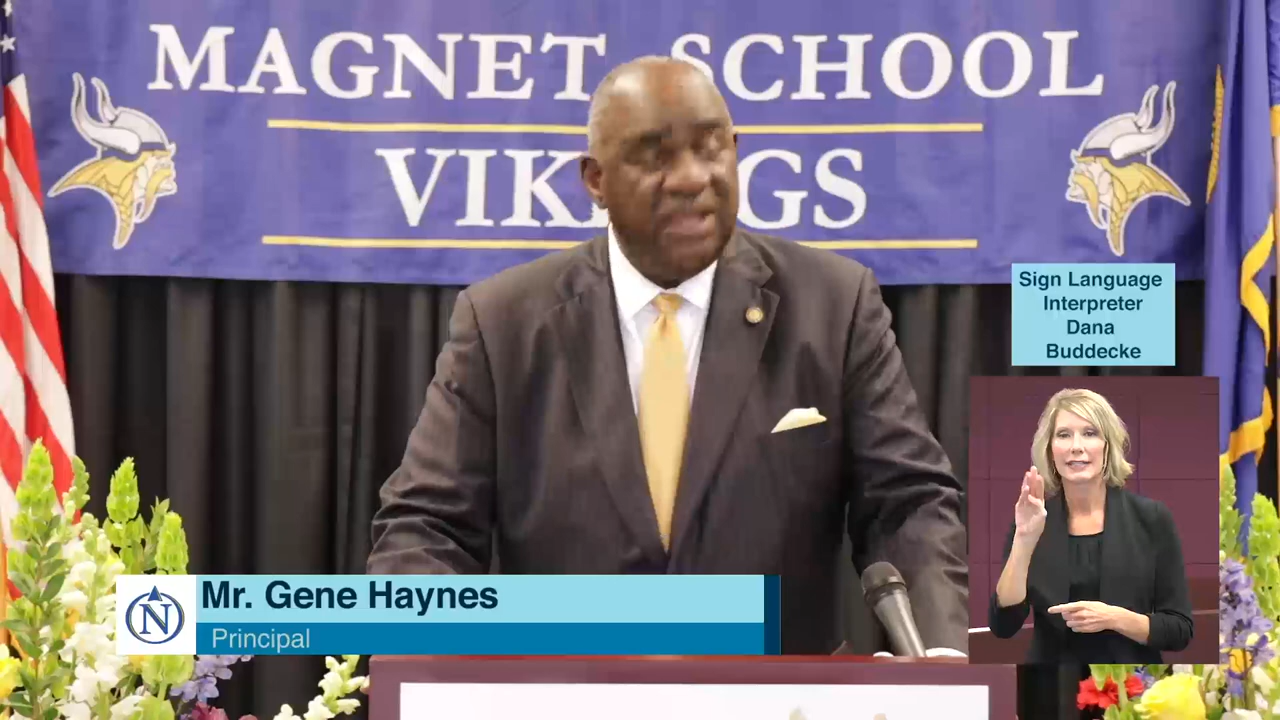 MAGNET SCHOOL
VIKINGS
Sign Language
Interpreter
Dana
Buddecke
N
Mr. Gene Haynes
Principal